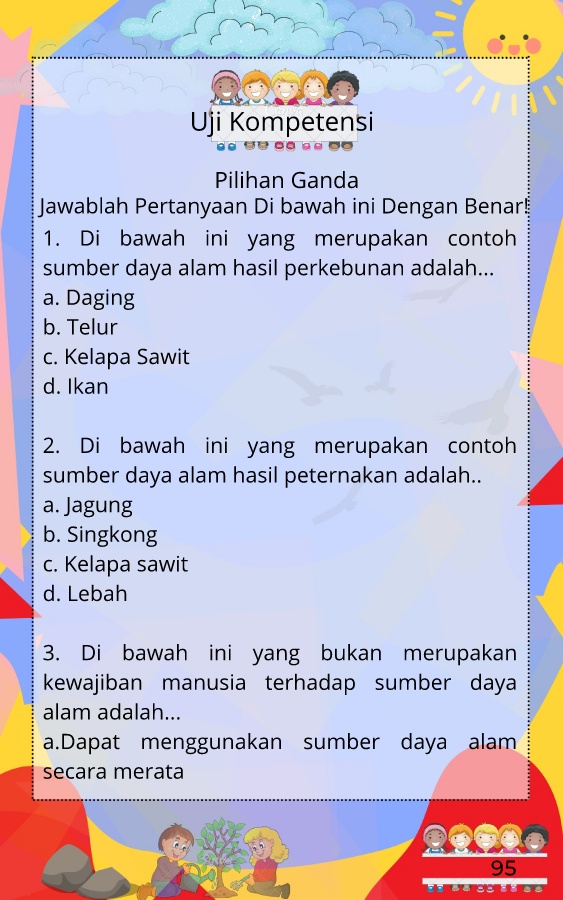 Uji Kompetensi
Pilihan Ganda
Jawablah Pertanyaan Di bawah ini Dengan Benar!
1. Di bawah ini yang merupakan contoh
sumber daya alam hasil perkebunan adalah...
a. Daging
b. Telur
c. Kelapa Sawit
d. Ikan
2. Di bawah ini yang merupakan contoh
sumber daya alam hasil peternakan adalah..
a. Jagung
b. Singkong
c. Kelapa sawit
d. Lebah
3. Di bawah ini yang bukan merupakan
kewajiban manusia terhadap sumber daya
alam adalah...
a.Dapat menggunakan sumber daya alam
secara merata
95